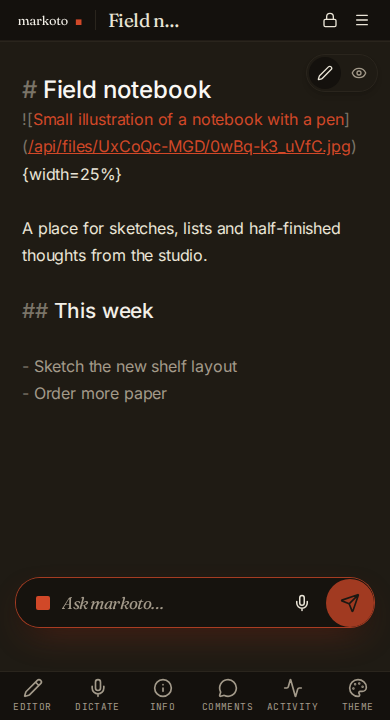 markoto
Field n...
# Field notebook
![Small illustration of a notebook with a pen]
(/api/files/UxCoQc-MGD/0wBq-k3_uVfC.jpg)
{width=25%}
A place for sketches, lists and half-finished
thoughts from the studio.
## This week
- Sketch the new shelf layout
- Order more paper
Ask markoto...
EDITOR
DICTATE
INFO
COMMENTS
ACTIVITY
THEME